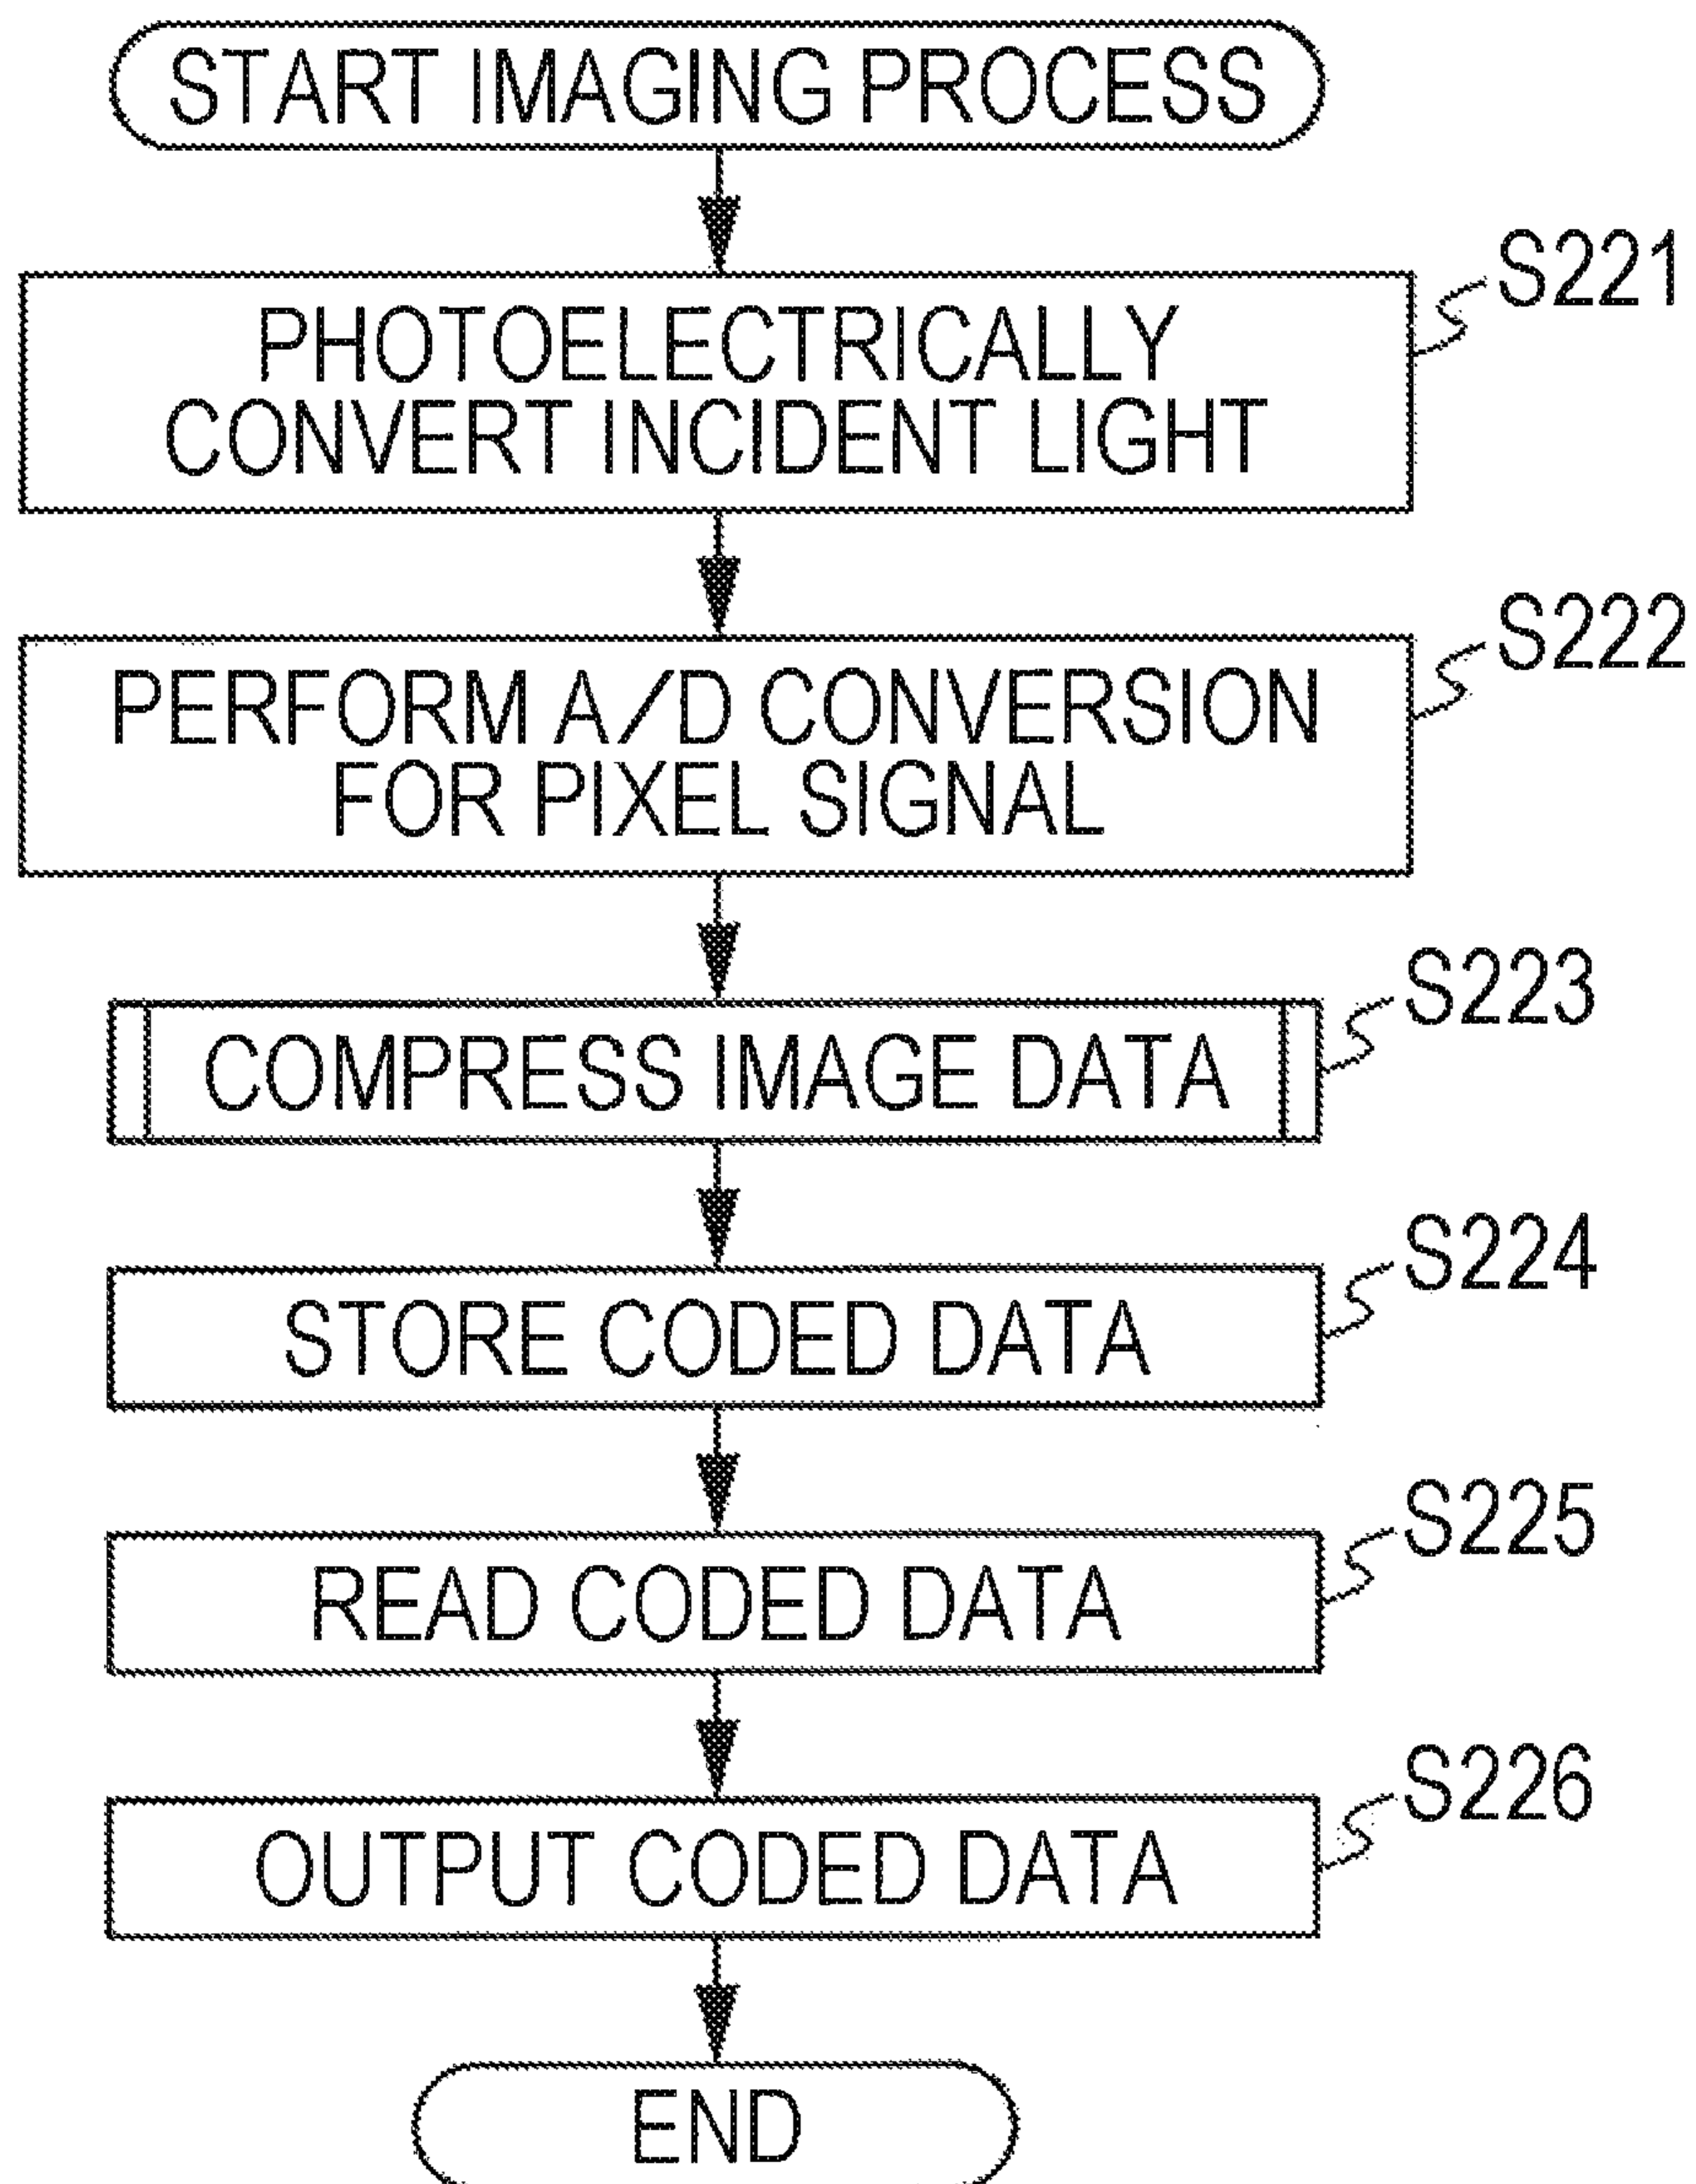 START IMAGING PROCESS
S221
PHOTOELECTRICALLY
CONVERT INCIDENT LIGHT
S222
PERFORM A/D CONVERSION
FOR PIXEL SIGNAL
S223
COMPRESS IMAGE DATA
S224
STORE CODED DATA
S225
READ CODED DATA
S226
OUTPUT CODED DATA
END